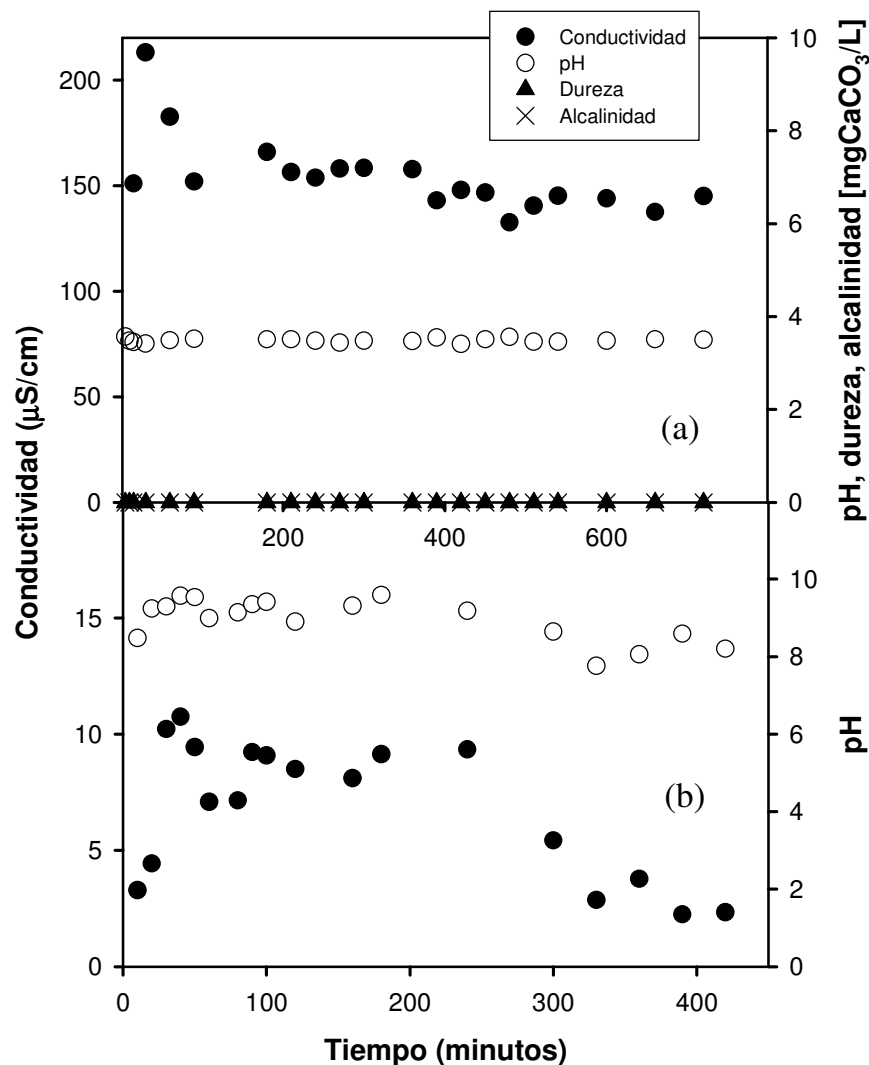 Conductividad
pH
Dureza
Alcalinidad
200
150
100
50
0
10
8
6
4
2
0
(a)
200
400
600
Conductividad (μS/cm)
pH, dureza, alcalinidad [mgCaCO₃/L]
15
10
5
0
10
8
6
4
2
0
pH
(b)
0
100
200
300
400
Tiempo (minutos)